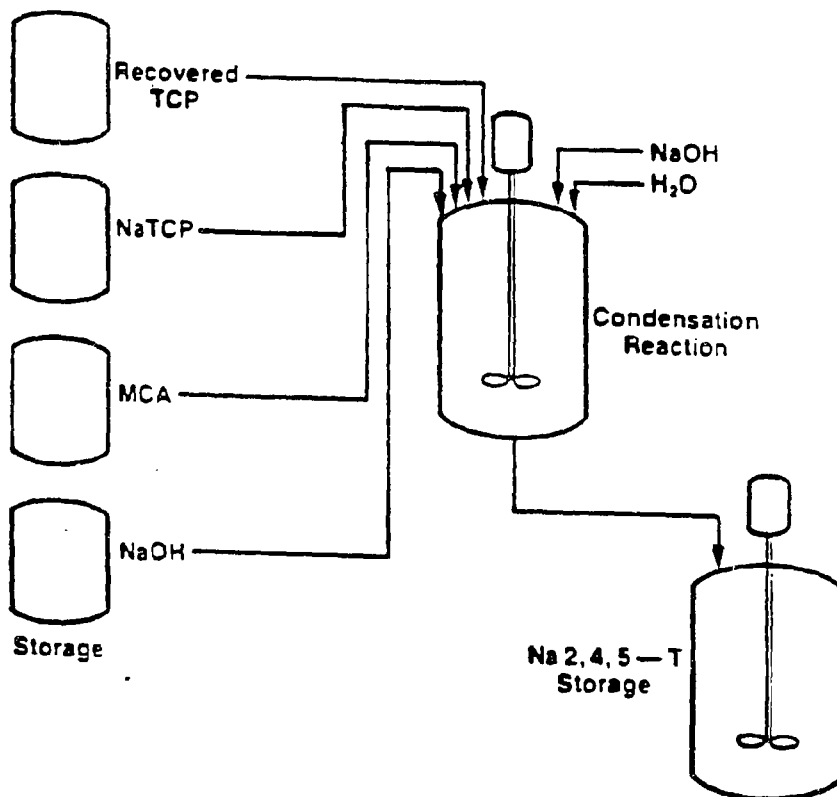 Recovered
TCP
NaOH
H₂O
NaTCP
Condensation
Reaction
MCA
NaOH
Storage
Na 2, 4, 5 — T
Storage